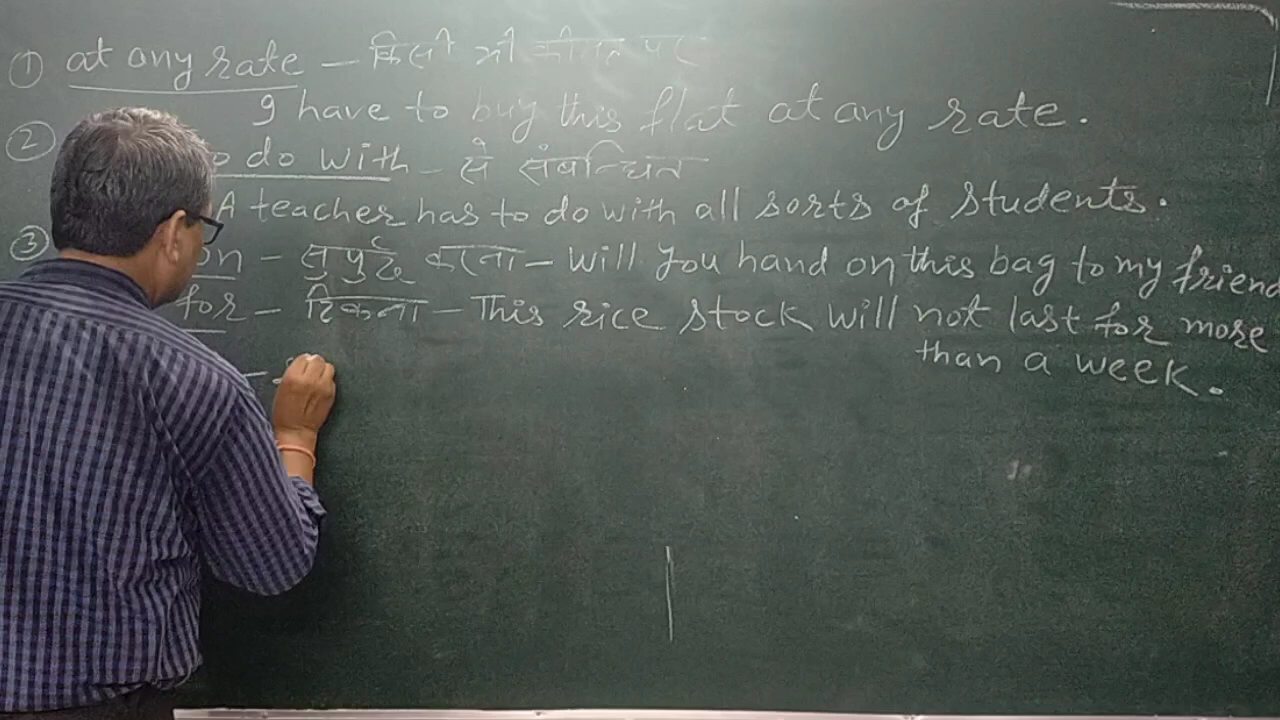 ① at any rate – किसी भी कीमत पर
I have to buy this flat at any rate.
② do with – से संबन्धित
A teacher has to do with all sorts of students.
③ on – सुपुर्द करना – will you hand on this bag to my friend
for – टिकना – This rice stock will not last for more
than a week.